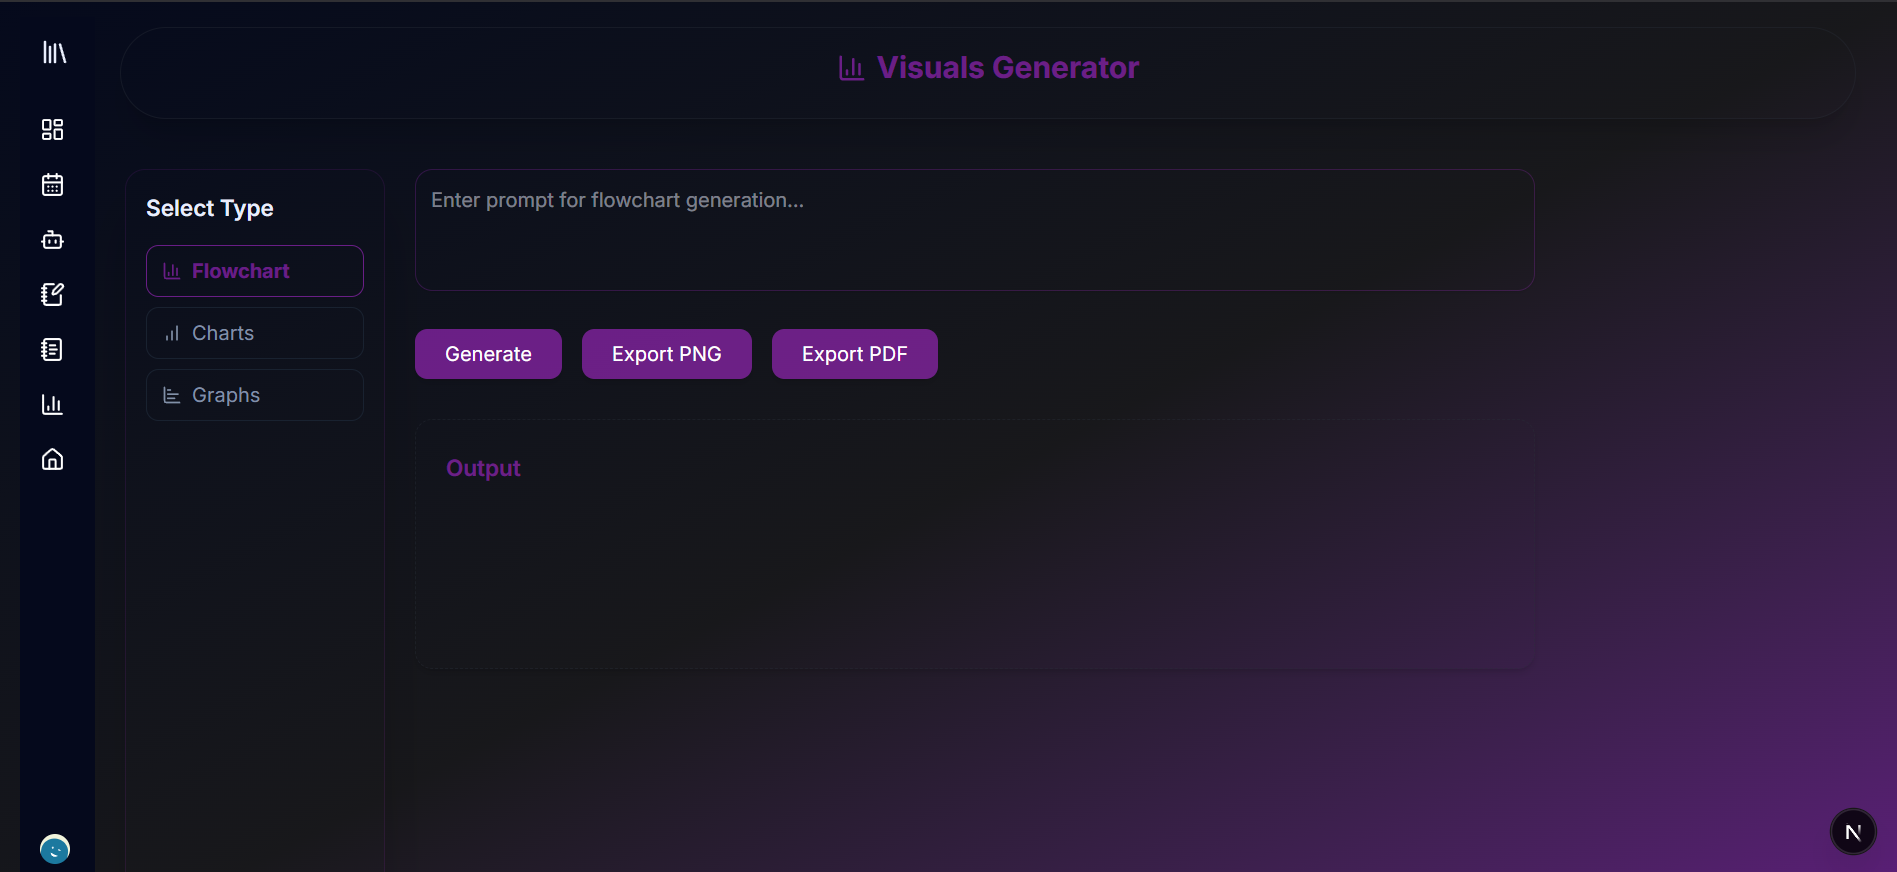 Visuals Generator
Select Type
Flowchart
Charts
Graphs
Enter prompt for flowchart generation...
Generate
Export PNG
Export PDF
Output
N